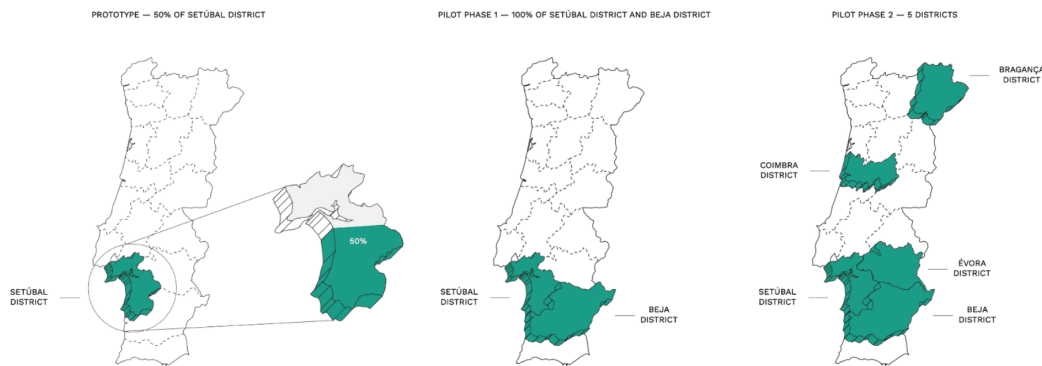 PROTOTYPE — 50% OF SETÚBAL DISTRICT
SETÚBAL
DISTRICT
50%
PILOT PHASE 1 — 100% OF SETÚBAL DISTRICT AND BEJA DISTRICT
SETÚBAL
DISTRICT
BEJA
DISTRICT
PILOT PHASE 2 — 5 DISTRICTS
BRAGANÇA
DISTRICT
COIMBRA
DISTRICT
ÉVORA
DISTRICT
SETÚBAL
DISTRICT
BEJA
DISTRICT